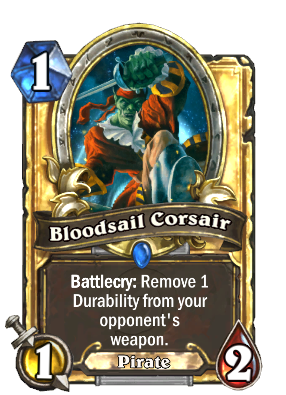 1
Bloodsail Corsair
Battlecry: Remove 1
Durability from your
opponent's
weapon.
1
Pirate
2